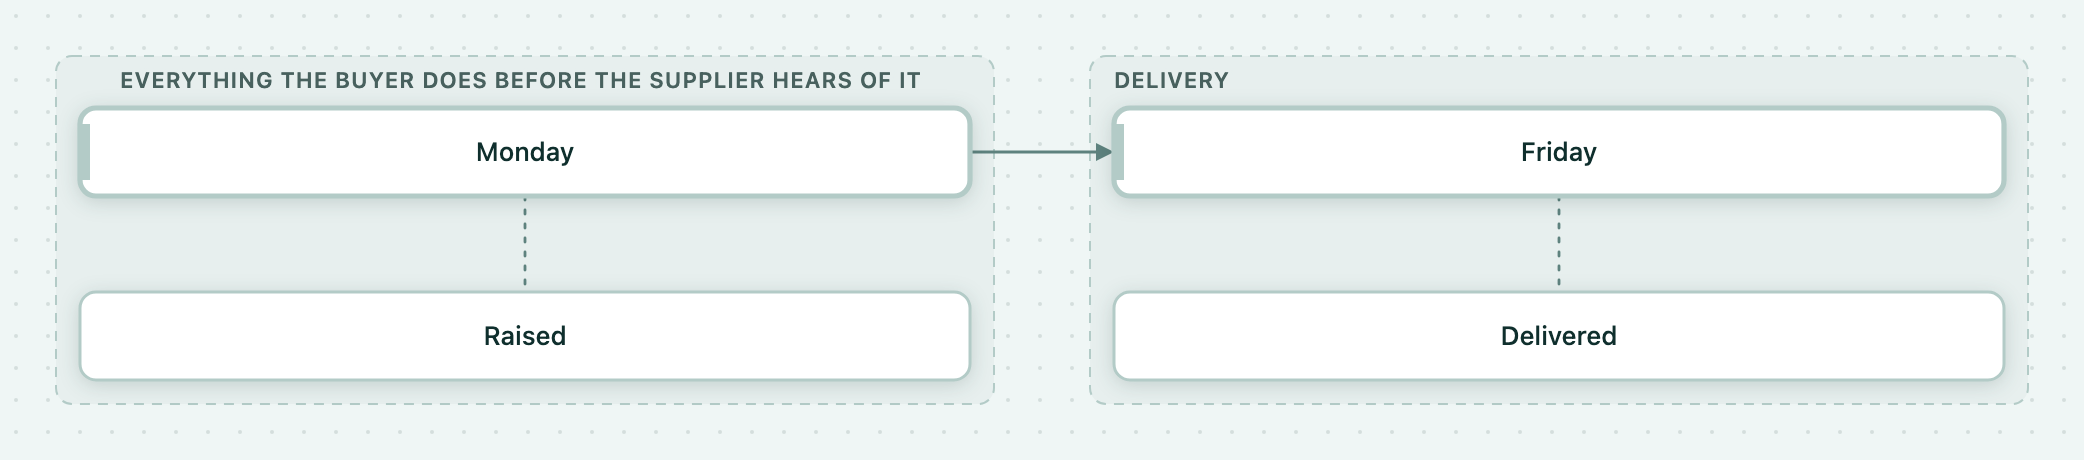 EVERYTHING THE BUYER DOES BEFORE THE SUPPLIER HEARS OF IT
Monday
Raised
DELIVERY
Friday
Delivered